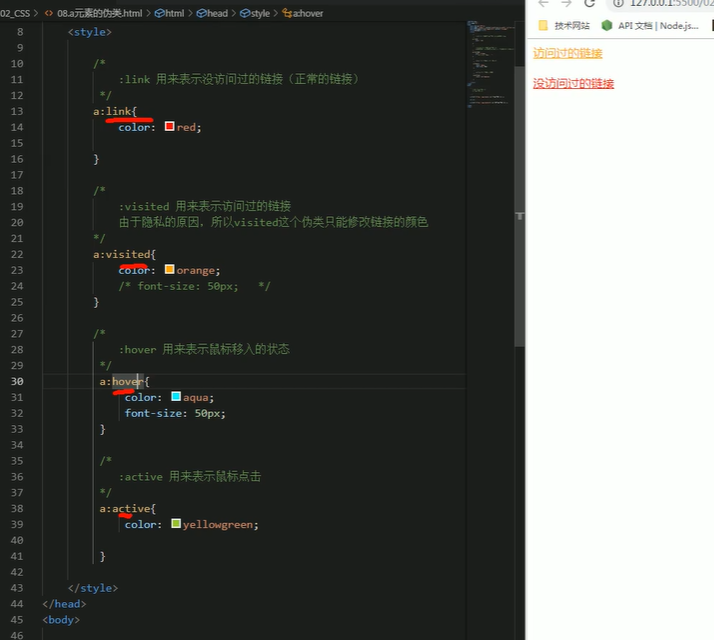 02_CSS > <> 08.a元素的伪类.html > html > head > style > a:hover
127.0.0.1:5500/02
技术网站 API 文档 | Node.js...
访问过的链接
没访问过的链接
8 <style>
9
10 /*
11 :link 用来表示没访问过的链接（正常的链接）
12 */
13 a:link{
14 color: red;
15
16 }
17
18 /*
19 :visited 用来表示访问过的链接
20 由于隐私的原因，所以visited这个伪类只能修改链接的颜色
21 */
22 a:visited{
23 color: orange;
24 /* font-size: 50px; */
25 }
26
27 /*
28 :hover 用来表示鼠标移入的状态
29 */
30 a:hover{
31 color: aqua;
32 font-size: 50px;
33 }
34
35 /*
36 :active 用来表示鼠标点击
37 */
38 a:active{
39 color: yellowgreen;
40
41 }
42
43 </style>
44 </head>
45 <body>
46